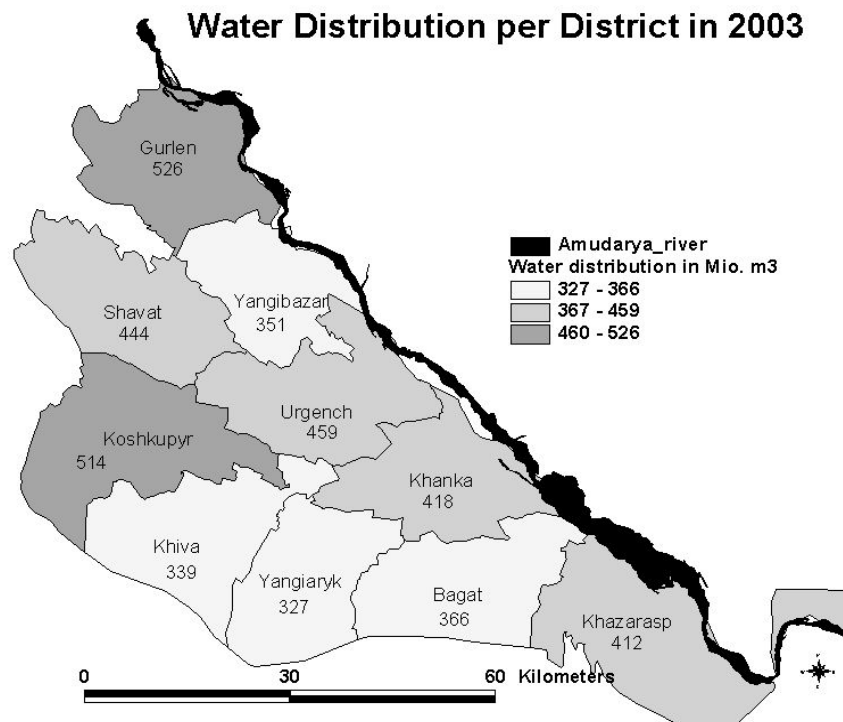 Water Distribution per District in 2003
Gurlen
526
Amudarya_river
Water distribution in Mio. m3
327 - 366
367 - 459
460 - 526
Yangibazar
351
Shavat
444
Urgench
459
Koshkupyr
514
Khanka
418
Khiva
339
Yangiaryk
327
Bagat
366
Khazarasp
412
0 30 60 Kilometers